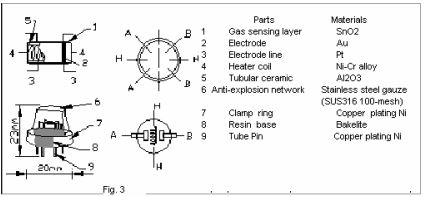 Parts Materials
1 Gas sensing layer SnO2
2 Electrode Au
3 Electrode line Pt
4 Heater coil Ni-Cr alloy
5 Tubular ceramic Al2O3
6 Anti-explosion network Stainless steel gauze
(SUS316 100-mesh)
7 Clamp ring Copper plating Ni
8 Resin base Bakelite
9 Tube Pin Copper plating Ni
5
1
4
4
2
3
3
A
B
H
H
A
B
6
7
8
9
23mm
20mm
A
H
B
A
B
H
Fig. 3